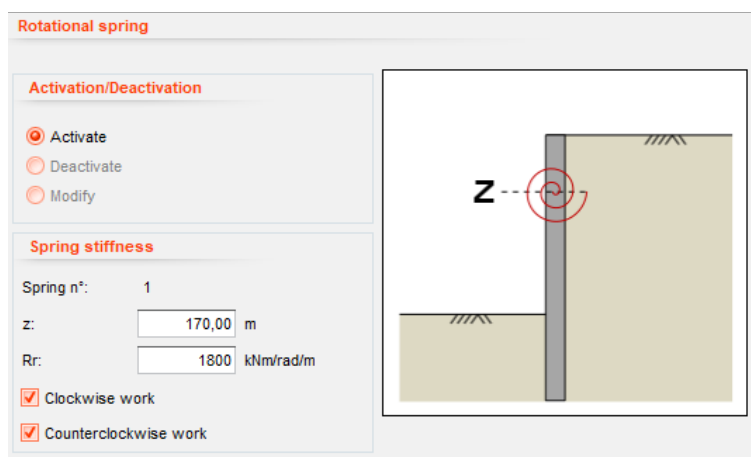 Rotational spring
Activation/Deactivation
Activate
Deactivate
Modify
Spring stiffness
Spring n°: 1
z: 170,00 m
Rr: 1800 kNm/rad/m
Clockwise work
Counterclockwise work
Z